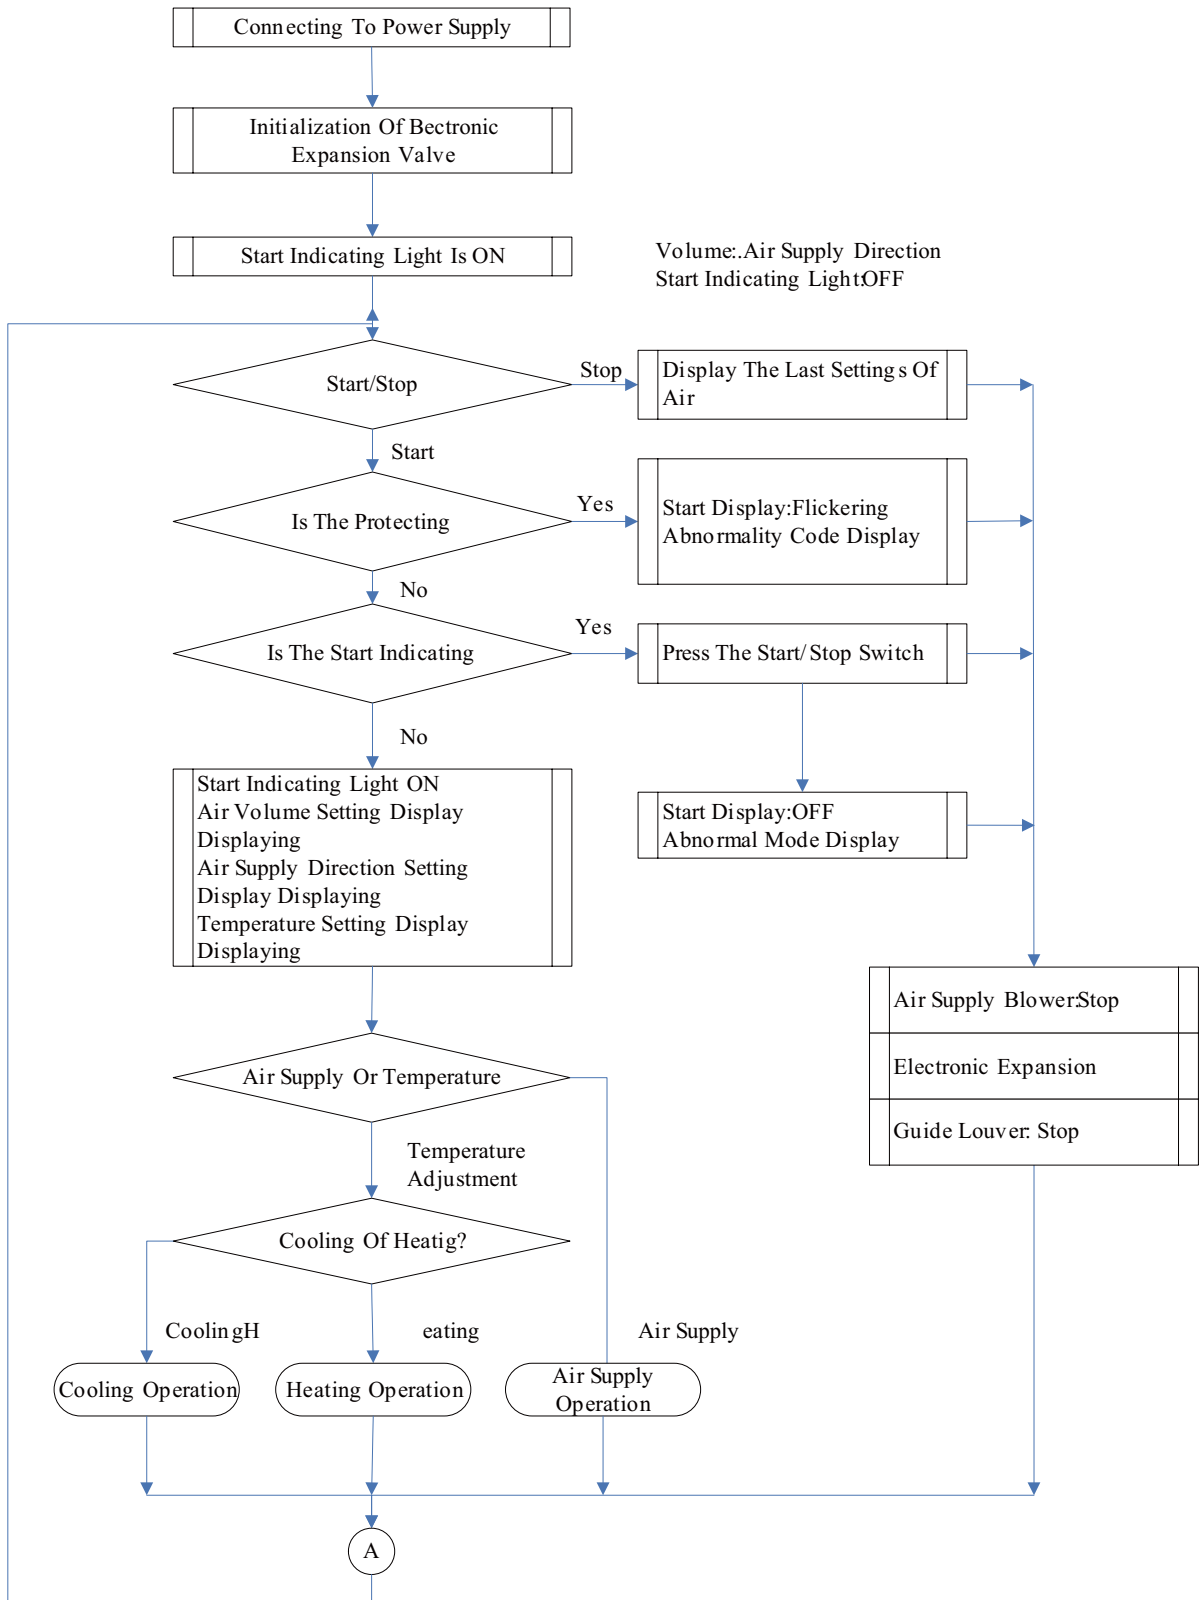 Connecting To Power Supply
Initialization Of Bectronic
Expansion Valve
Start Indicating Light Is ON
Volume:.Air Supply Direction
Start Indicating Light:OFF
Start/Stop
Stop
Display The Last Settings Of
Air
Start
Is The Protecting
Yes
Start Display:Flickering
Abnormality Code Display
No
Is The Start Indicating
Yes
Press The Start/Stop Switch
No
Start Indicating Light ON
Air Volume Setting Display
Displaying
Air Supply Direction Setting
Display Displaying
Temperature Setting Display
Displaying
Start Display:OFF
Abnormal Mode Display
Air Supply Blower:Stop
Electronic Expansion
Guide Louver: Stop
Air Supply Or Temperature
Temperature
Adjustment
Cooling Of Heatig?
CoolingH
eating
Air Supply
Cooling Operation
Heating Operation
Air Supply
Operation
A